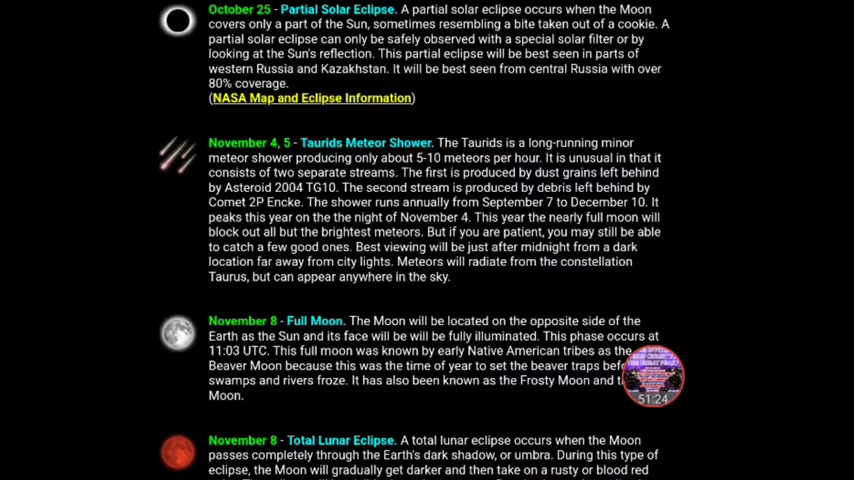 October 25 - Partial Solar Eclipse. A partial solar eclipse occurs when the Moon
covers only a part of the Sun, sometimes resembling a bite taken out of a cookie. A
partial solar eclipse can only be safely observed with a special solar filter or by
looking at the Sun's reflection. This partial eclipse will be best seen in parts of
western Russia and Kazakhstan. It will be best seen from central Russia with over
80% coverage.
(NASA Map and Eclipse Information)
November 4, 5 - Taurids Meteor Shower. The Taurids is a long-running minor
meteor shower producing only about 5-10 meteors per hour. It is unusual in that it
consists of two separate streams. The first is produced by dust grains left behind
by Asteroid 2004 TG10. The second stream is produced by debris left behind by
Comet 2P Encke. The shower runs annually from September 7 to December 10. It
peaks this year on the the night of November 4. This year the nearly full moon will
block out all but the brightest meteors. But if you are patient, you may still be able
to catch a few good ones. Best viewing will be just after midnight from a dark
location far away from city lights. Meteors will radiate from the constellation
Taurus, but can appear anywhere in the sky.
November 8 - Full Moon. The Moon will be located on the opposite side of the
Earth as the Sun and its face will be will be fully illuminated. This phase occurs at
11:03 UTC. This full moon was known by early Native American tribes as the
Beaver Moon because this was the time of year to set the beaver traps
swamps and rivers froze. It has also been known as the Frosty Moon and
Moon.
51:24
November 8 - Total Lunar Eclipse. A total lunar eclipse occurs when the Moon
passes completely through the Earth's dark shadow, or umbra. During this type of
eclipse, the Moon will gradually get darker and then take on a rusty or blood red